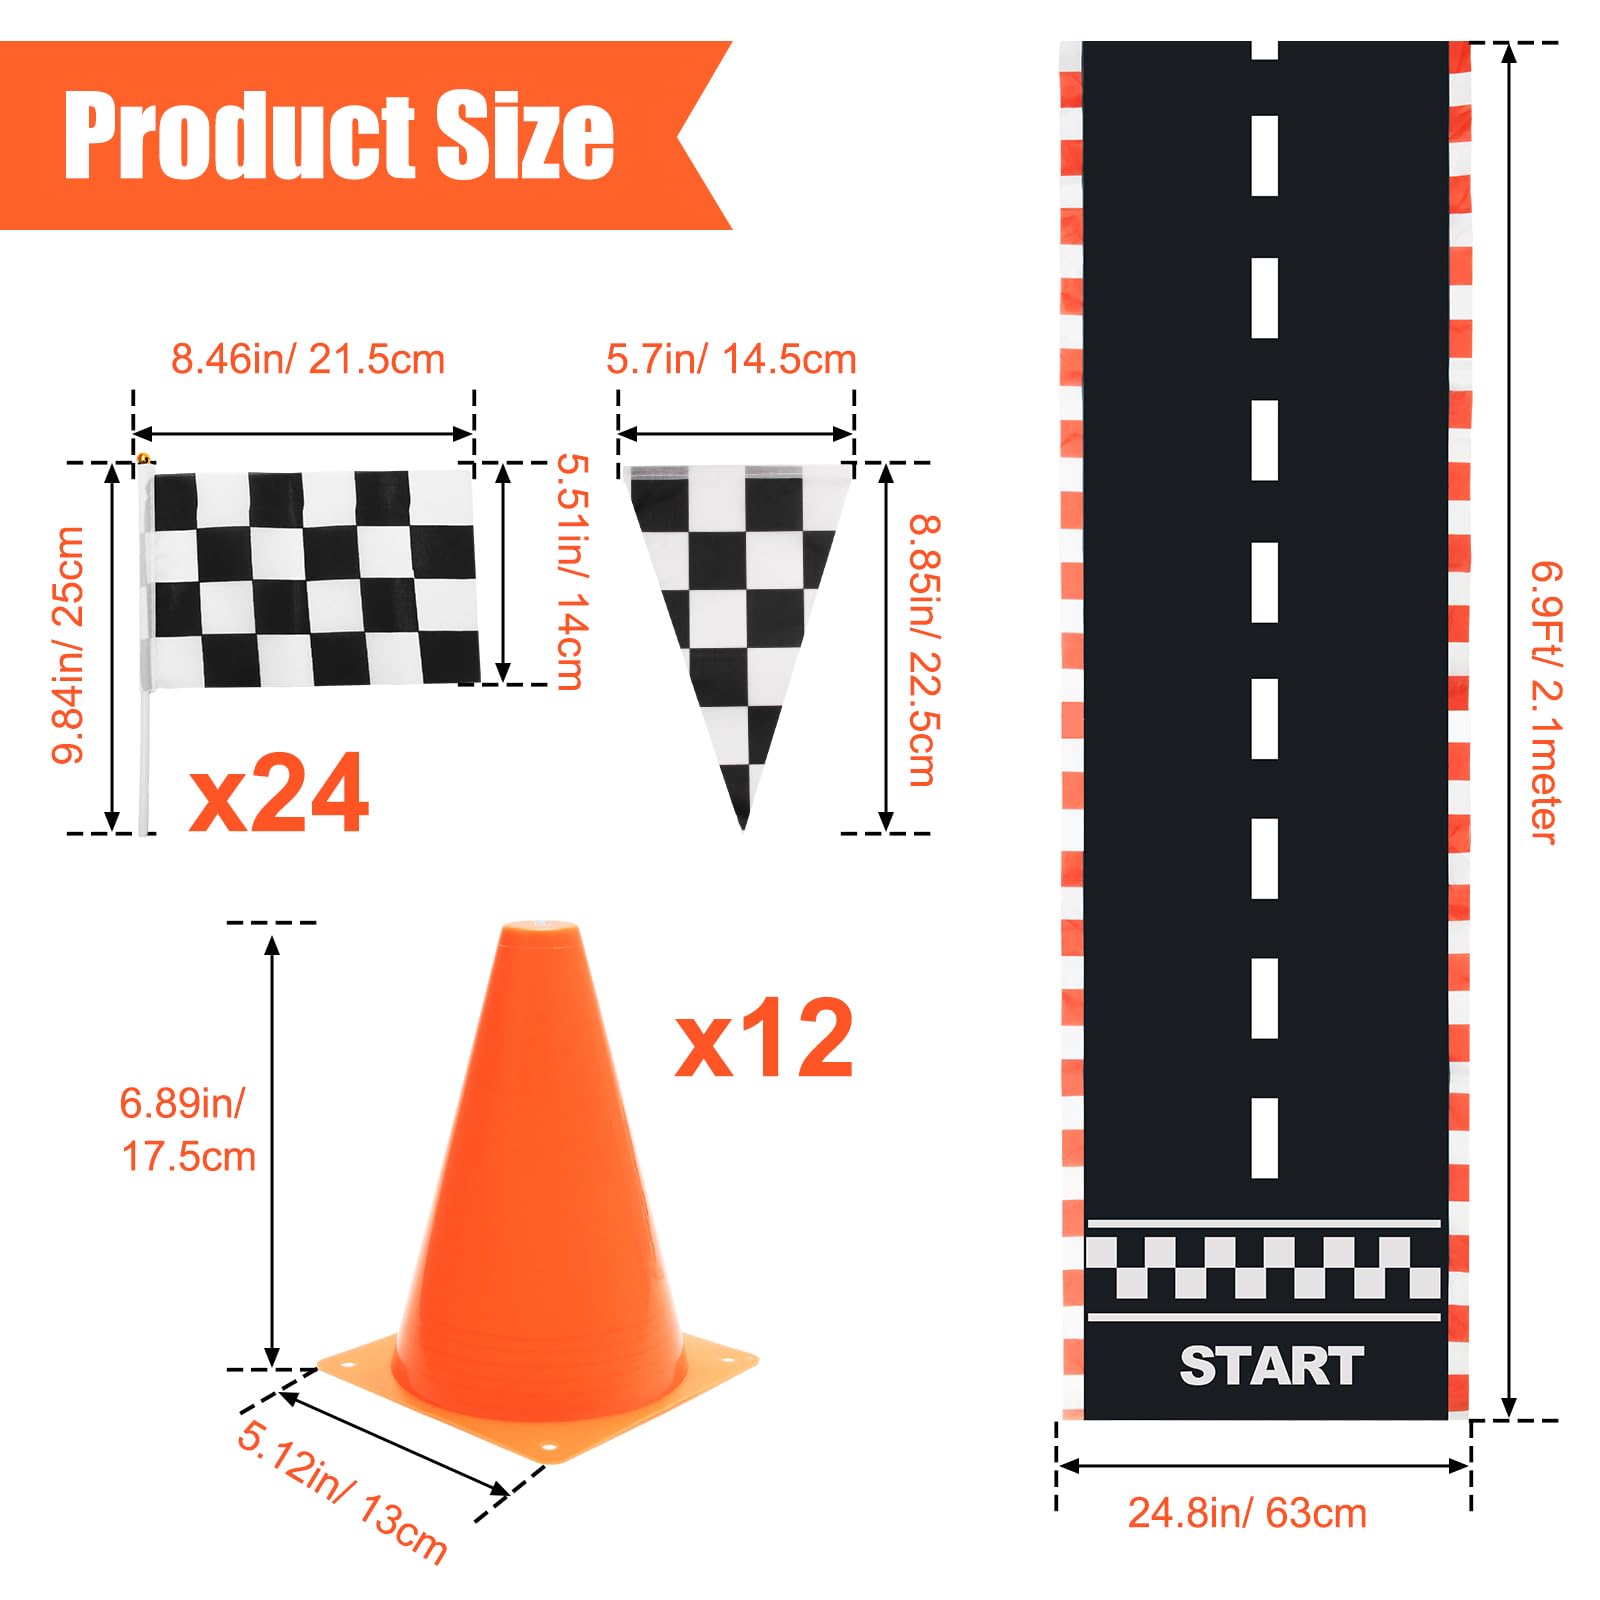 Product Size
8.46in/ 21.5cm
5.7in/ 14.5cm
9.84in/ 25cm
5.51in/ 14cm
8.85in/ 22.5cm
6.9Ft/ 2.1meter
x24
x12
6.89in/
17.5cm
5.12in/ 13cm
START
24.8in/ 63cm